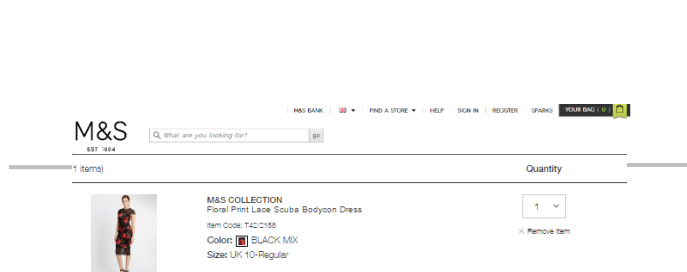 M&S BANK FIND A STORE HELP SIGN IN REGISTER SPARKS YOUR BAG ( 0 )
M&S
EST 1884
What are you looking for? go
1 items) Quantity
M&S COLLECTION
Floral Print Lace Scuba Bodycon Dress
1
Item Code: T42/2158
× Remove item
Color: BLACK MIX
Size: UK 10-Regular